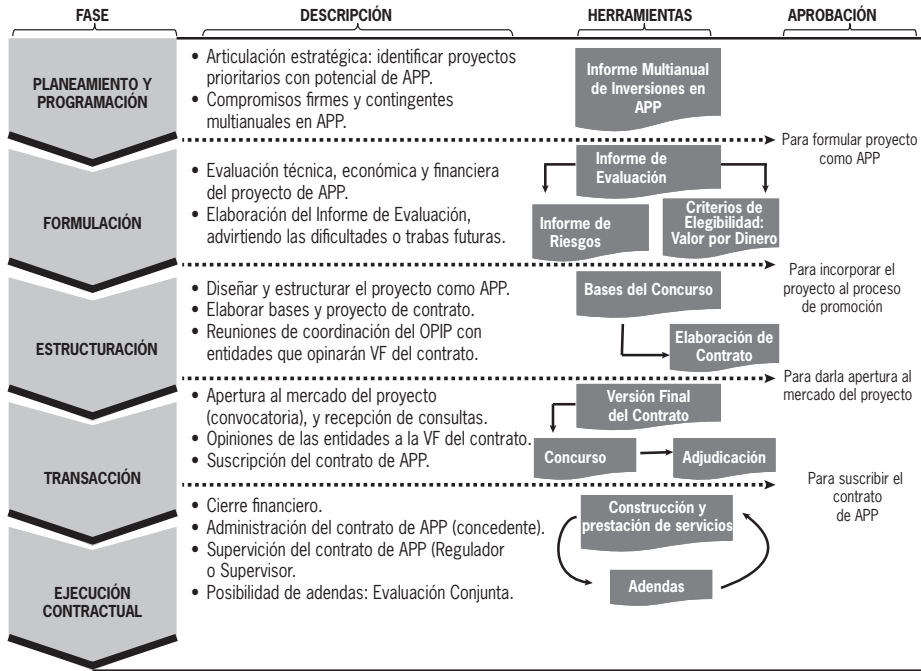 FASE
DESCRIPCIÓN
HERRAMIENTAS
APROBACIÓN
PLANEAMIENTO Y
PROGRAMACIÓN
• Articulación estratégica: identificar proyectos
prioritarios con potencial de APP.
• Compromisos firmes y contingentes
multianuales en APP.
Informe Multianual
de Inversiones en
APP
Para formular proyecto
como APP
FORMULACIÓN
• Evaluación técnica, económica y financiera
del proyecto de APP.
• Elaboración del Informe de Evaluación,
advirtiendo las dificultades o trabas futuras.
Informe de
Evaluación
Informe de
Riesgos
Criterios de
Elegibilidad:
Valor por Dinero
Para incorporar el
proyecto al proceso
de promoción
ESTRUCTURACIÓN
• Diseñar y estructurar el proyecto como APP.
• Elaborar bases y proyecto de contrato.
• Reuniones de coordinación del OPIP con
entidades que opinarán VF del contrato.
Bases del Concurso
Elaboración de
Contrato
Para darla apertura al
mercado del proyecto
TRANSACCIÓN
• Apertura al mercado del proyecto
(convocatoria), y recepción de consultas.
• Opiniones de las entidades a la VF del contrato.
• Suscripción del contrato de APP.
Versión Final
del Contrato
Concurso
Adjudicación
Para suscribir el
contrato
de APP
EJECUCIÓN
CONTRACTUAL
• Cierre financiero.
• Administración del contrato de APP (concedente).
• Supervición del contrato de APP (Regulador
o Supervisor.
• Posibilidad de adendas: Evaluación Conjunta.
Construcción y
prestación de servicios
Adendas